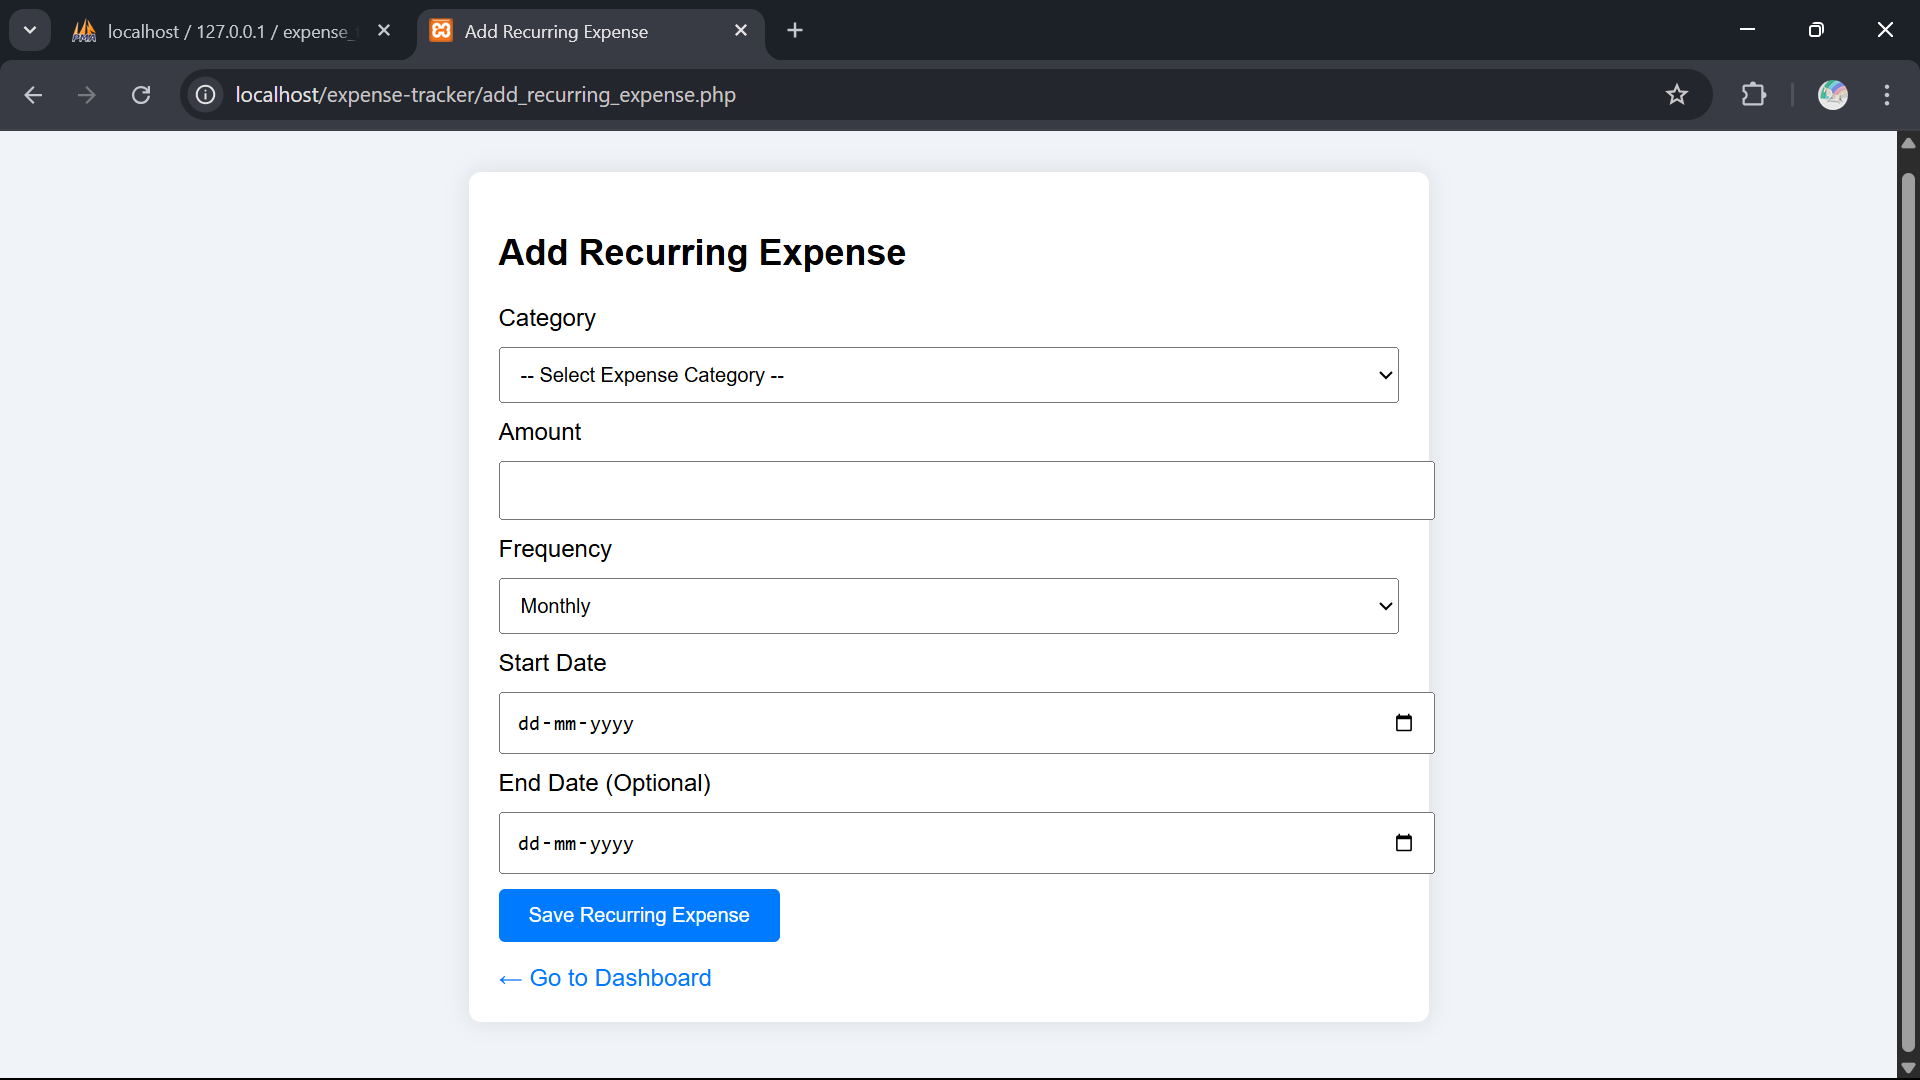 localhost / 127.0.0.1 / expense_
Add Recurring Expense
localhost/expense-tracker/add_recurring_expense.php
Add Recurring Expense
Category
-- Select Expense Category --
Amount
Frequency
Monthly
Start Date
dd-mm-yyyy
End Date (Optional)
dd-mm-yyyy
Save Recurring Expense
← Go to Dashboard